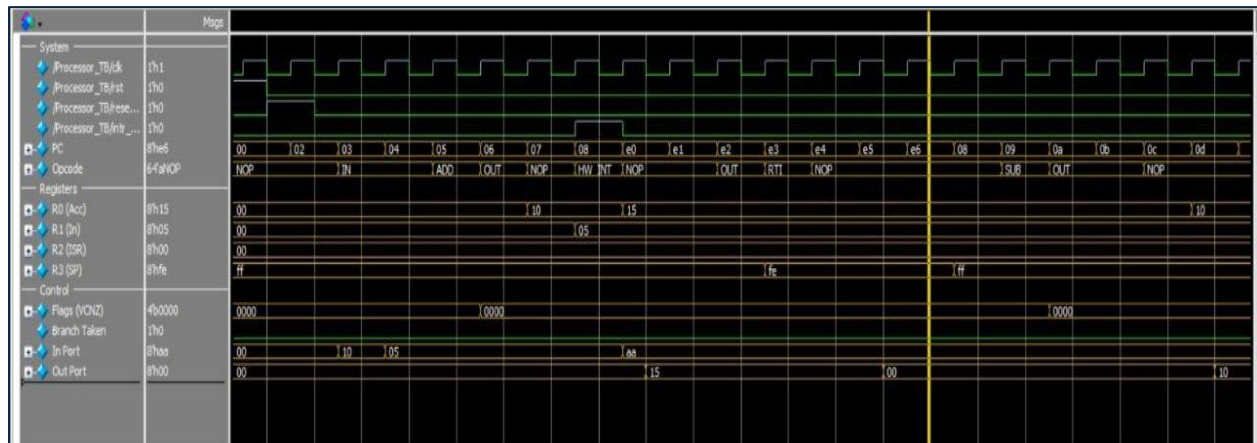 Msgs
System
/Processor_TB/clk 1'h1
/Processor_TB/rst 1'h0
/Processor_TB/rese... 1'h0
/Processor_TB/intr_... 1'h0
PC 8'he6 00 02 03 04 05 06 07 08 e0 e1 e2 e3 e4 e5 e6 08 09 0a 0b 0c 0d
Opcode 64'aNOP NOP IN ADD OUT NOP HW INT NOP OUT RTI NOP SUB OUT NOP
Registers
R0 (Acc) 8'h15 00 10 15 10
R1 (In) 8'h05 00 05
R2 (ISR) 8'h00 00
R3 (SP) 8'hfe ff fe ff
Control
Flags (VCNZ) 4'b0000 0000 0000 0000
Branch Taken 1'h0
In Port 8'haa 00 10 05 aa
Out Port 8'h00 00 15 00 10